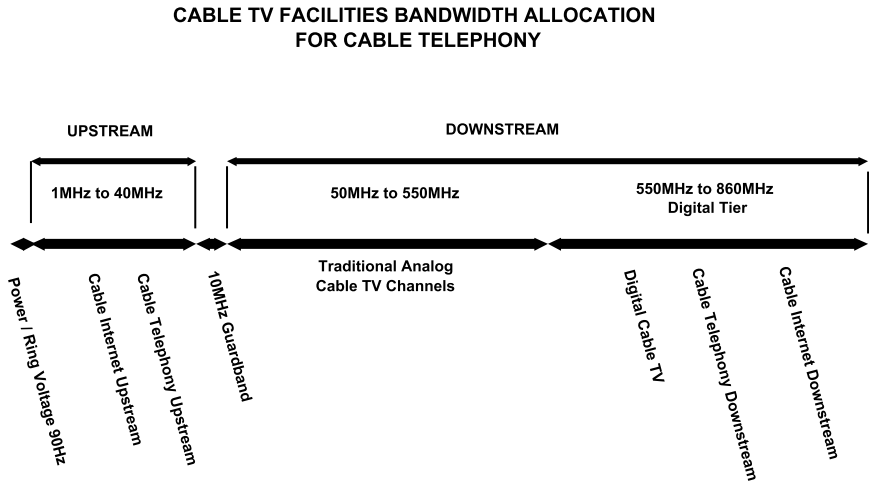 CABLE TV FACILITIES BANDWIDTH ALLOCATION
FOR CABLE TELEPHONY
UPSTREAM
DOWNSTREAM
1MHz to 40MHz
50MHz to 550MHz
550MHz to 860MHz
Digital Tier
Traditional Analog
Cable TV Channels
Power / Ring Voltage 90Hz
Cable Internet Upstream
Cable Telephony Upstream
10MHz Guardband
Digital Cable TV
Cable Telephony Downstream
Cable Internet Downstream